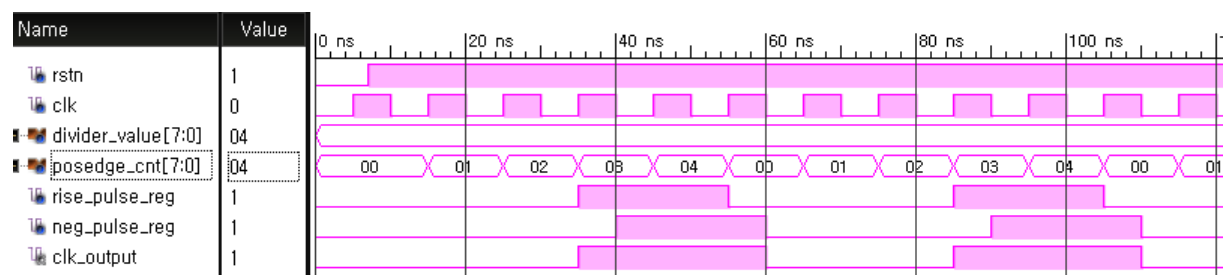 Name Value
0 ns 20 ns 40 ns 60 ns 80 ns 100 ns
rstn 1
clk 0
divider_value[7:0] 04
posedge_cnt[7:0] 04 00 01 02 03 04 00 01 02 03 04 00 01
rise_pulse_reg 1
neg_pulse_reg 1
clk_output 1